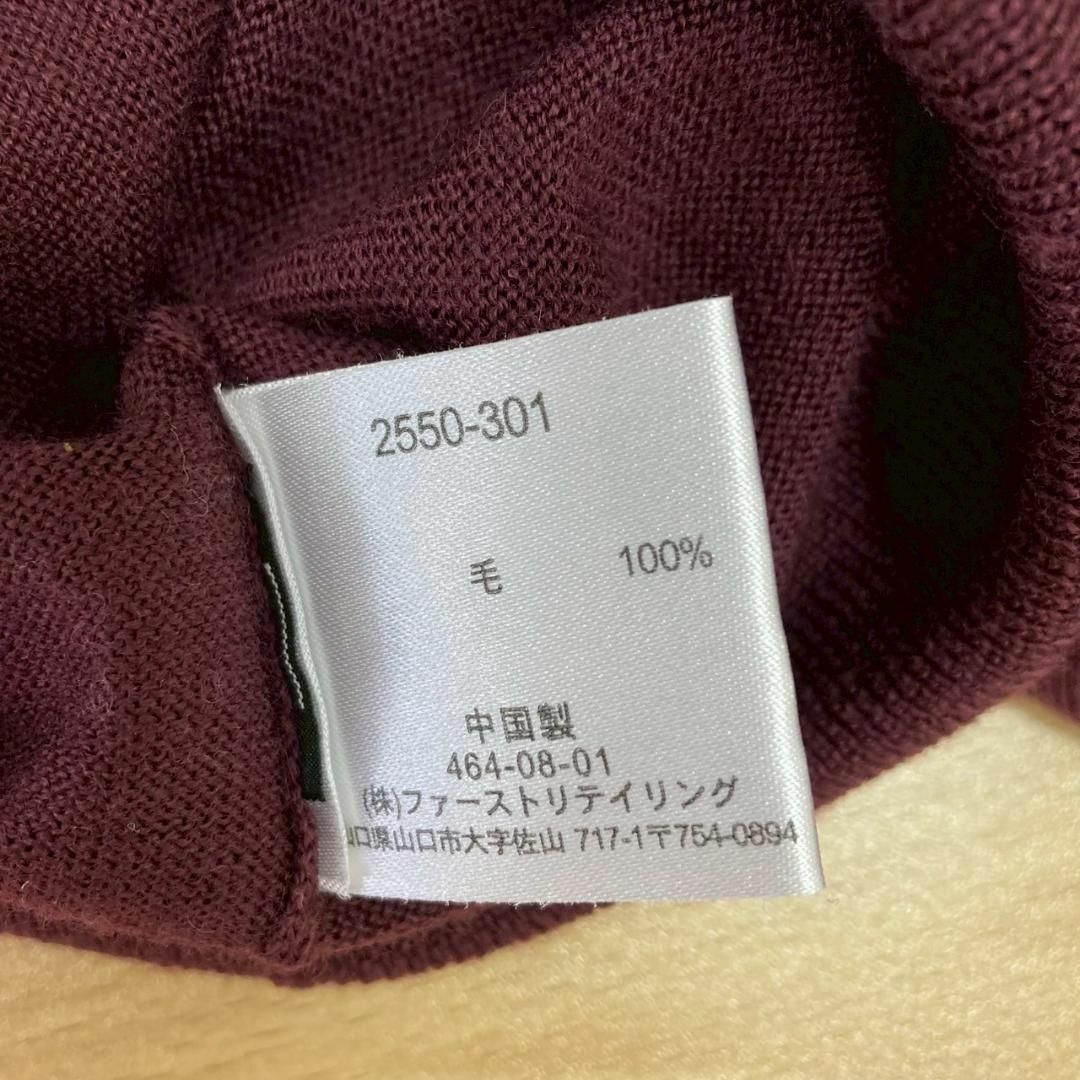 2550-301
毛 100%
中国製
464-08-01
(株)ファーストリテイリング
山口県山口市大字佐山 717-1〒754-0894